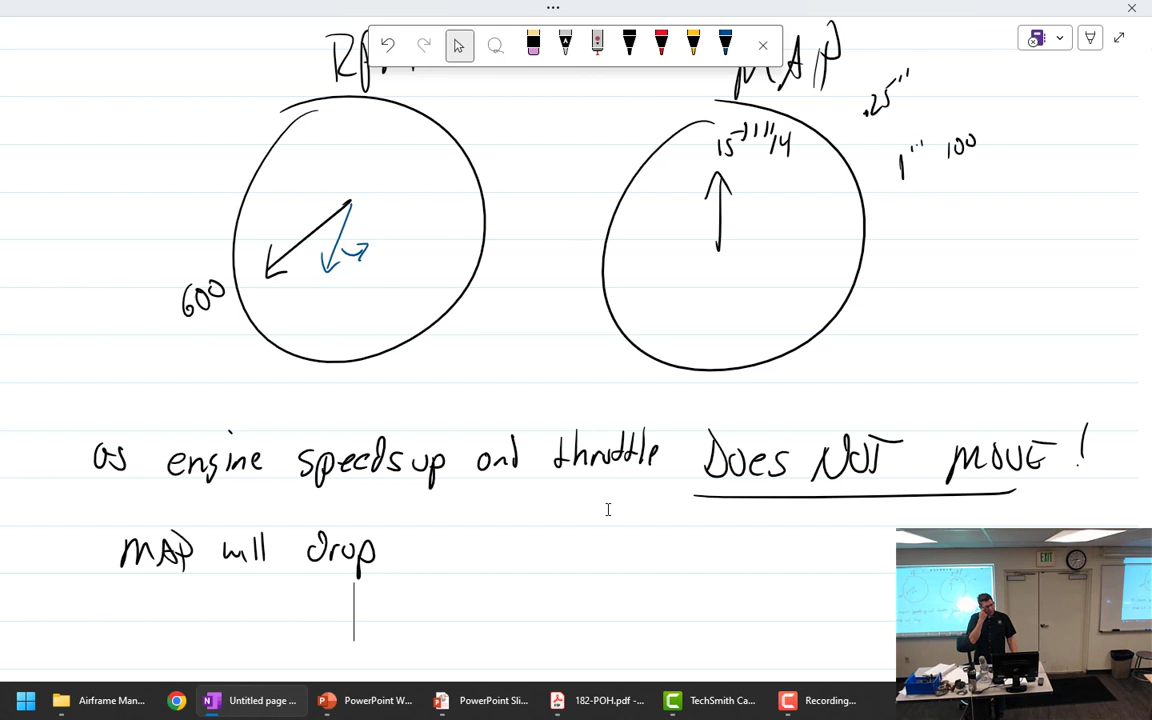 MAP
.25"
15 14
1" 100
600
as engine speeds up and throttle DOES NOT MOVE!
MAP will drop
EXIT
Airframe Man...
Untitled page ...
PowerPoint W...
PowerPoint Sli...
182-POH.pdf -...
TechSmith Ca...
Recording...